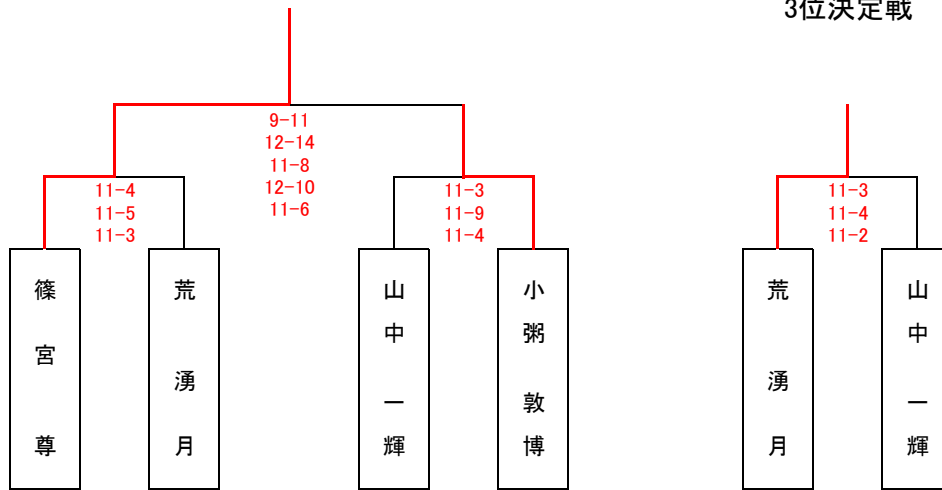 3位決定戦
9-11
12-14
11-8
12-10
11-6
11-4
11-5
11-3
11-3
11-9
11-4
11-3
11-4
11-2
篠宮 尊
荒 湧月
山中 一輝
小粥 敦博
荒 湧月
山中 一輝